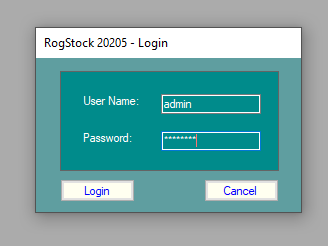 RogStock 20205 - Login
User Name: admin
Password: ********
Login Cancel